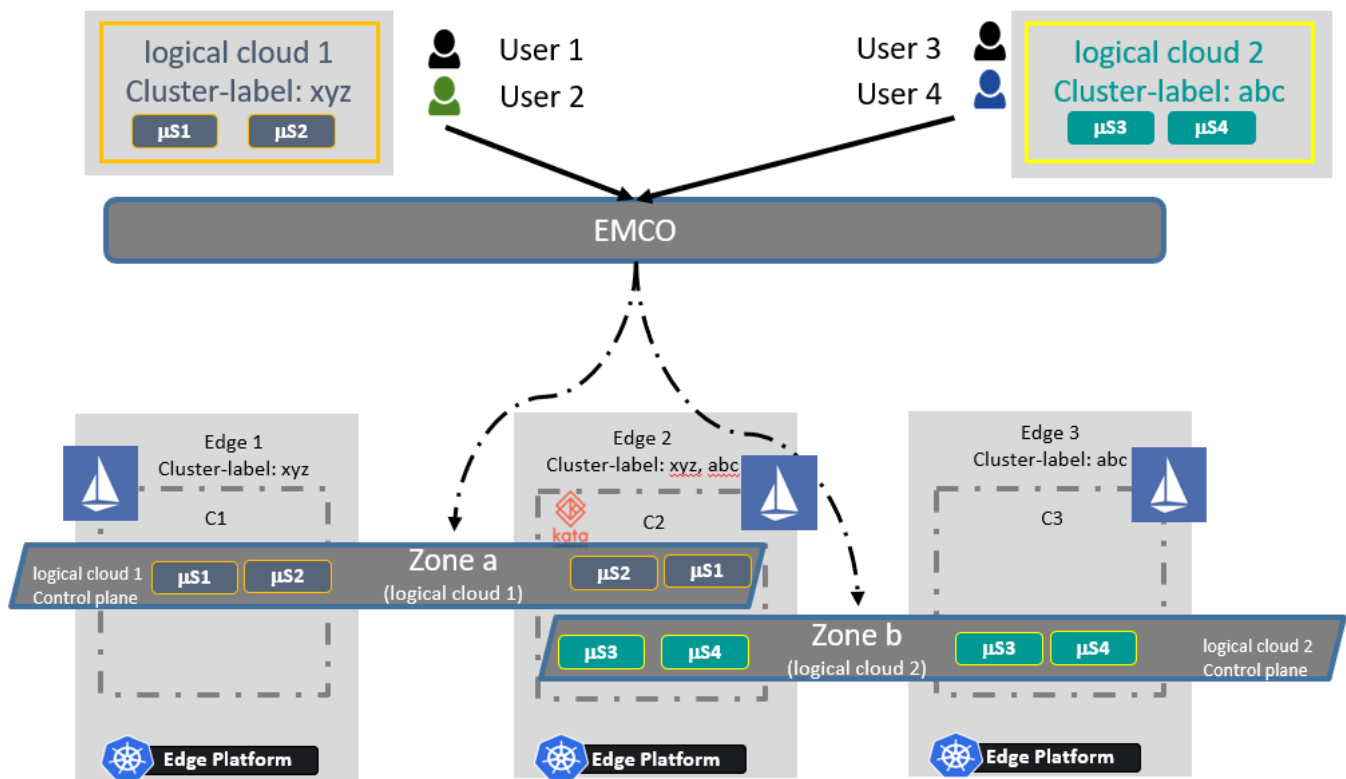 logical cloud 1
Cluster-label: xyz
µS1
µS2
User 1
User 2
User 3
User 4
logical cloud 2
Cluster-label: abc
µS3
µS4
EMCO
Edge 1
Cluster-label: xyz
C1
Edge 2
Cluster-label: xyz, abc
kata
C2
Edge 3
Cluster-label: abc
C3
logical cloud 1
Control plane
µS1
µS2
Zone a
(logical cloud 1)
µS2
µS1
µS3
µS4
Zone b
(logical cloud 2)
µS3
µS4
logical cloud 2
Control plane
Edge Platform
Edge Platform
Edge Platform